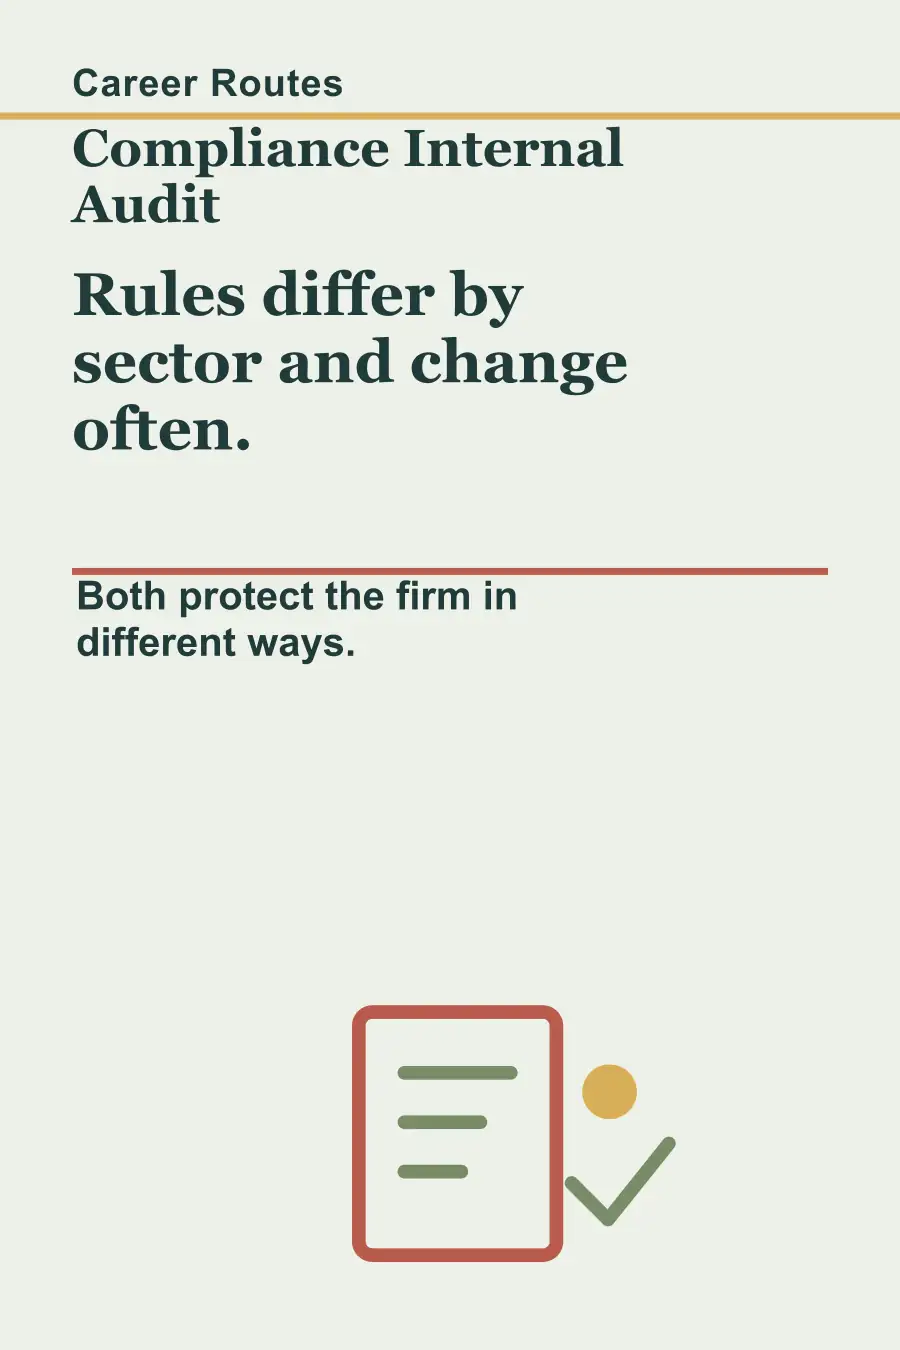 Career Routes
Compliance Internal
Audit
Rules differ by
sector and change
often.
Both protect the firm in
different ways.